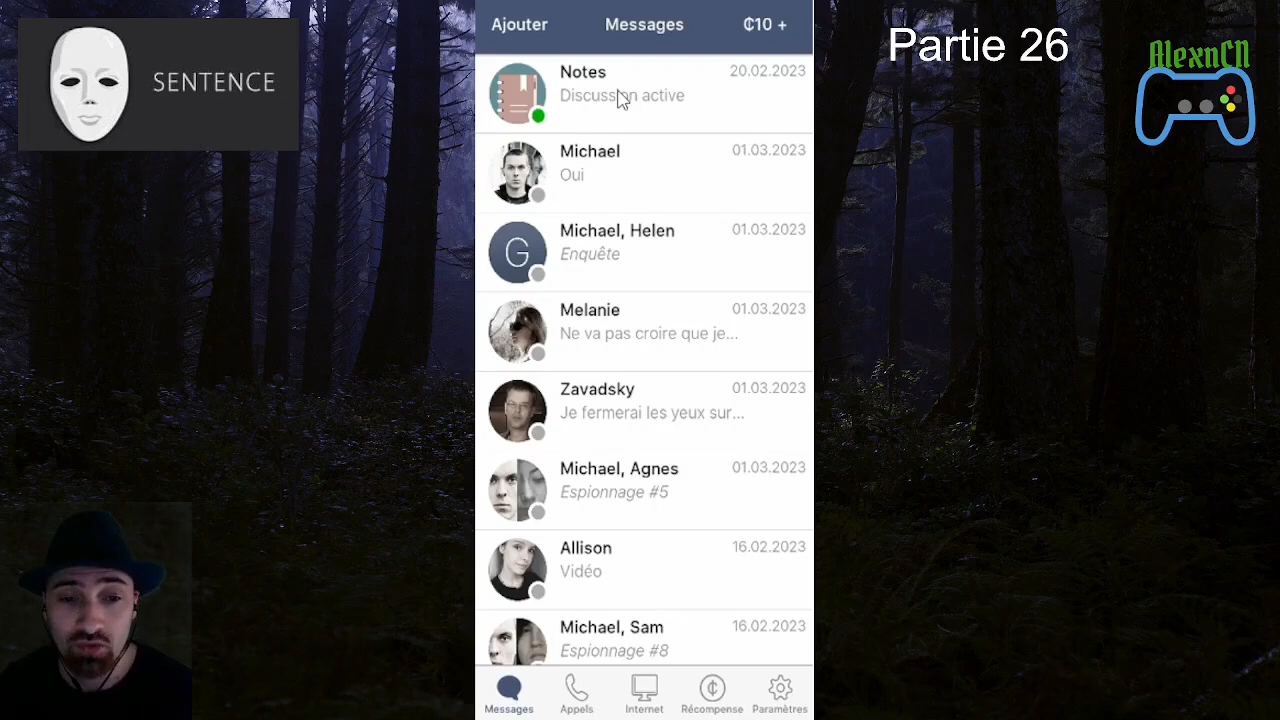 SENTENCE
Ajouter Messages ₵10 +
Notes 20.02.2023
Discussion active
Michael 01.03.2023
Oui
Michael, Helen 01.03.2023
G
Enquête
Melanie 01.03.2023
Ne va pas croire que je...
Zavadsky 01.03.2023
Je fermerai les yeux sur...
Michael, Agnes 01.03.2023
Espionnage #5
Allison 16.02.2023
Vidéo
Michael, Sam 16.02.2023
Espionnage #8
Messages Appels Internet Récompense Paramètres
Partie 26
AlexnCN